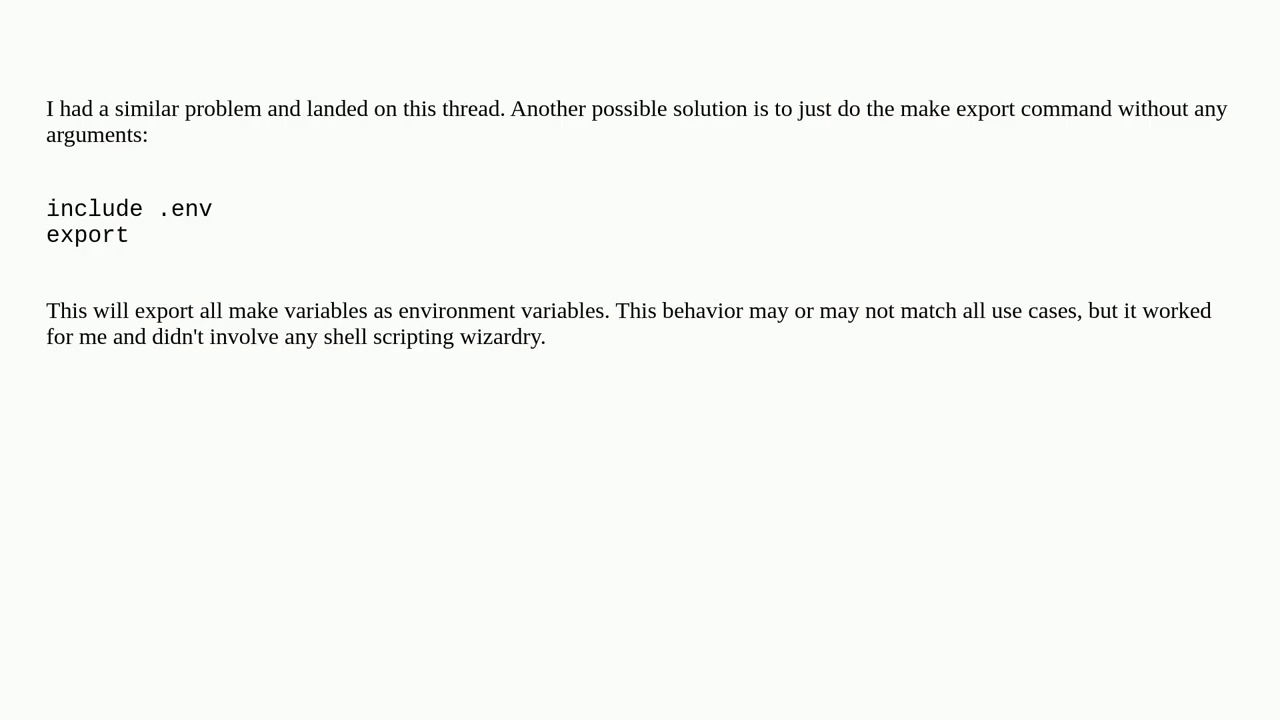 I had a similar problem and landed on this thread. Another possible solution is to just do the make export command without any
arguments:
include .env
export
This will export all make variables as environment variables. This behavior may or may not match all use cases, but it worked
for me and didn't involve any shell scripting wizardry.